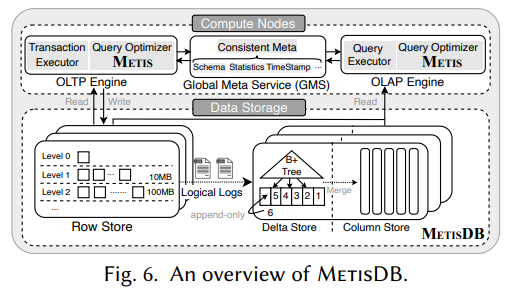 Compute Nodes
Transaction Executor
Query Optimizer METIS
OLTP Engine
Consistent Meta
Schema Statistics TimeStamp ...
Global Meta Service (GMS)
Query Executor
Query Optimizer METIS
OLAP Engine
Read
Write
Data Storage
Read
Level 0
Level 1 ... 10MB
Level 2 ....... 100MB
...
Row Store
LOG
LOG
Logical Logs
append-only
B+ Tree
5 4 3 2 1
6
Delta Store
Merge
Column Store
METISDB
Fig. 6. An overview of METISDB.